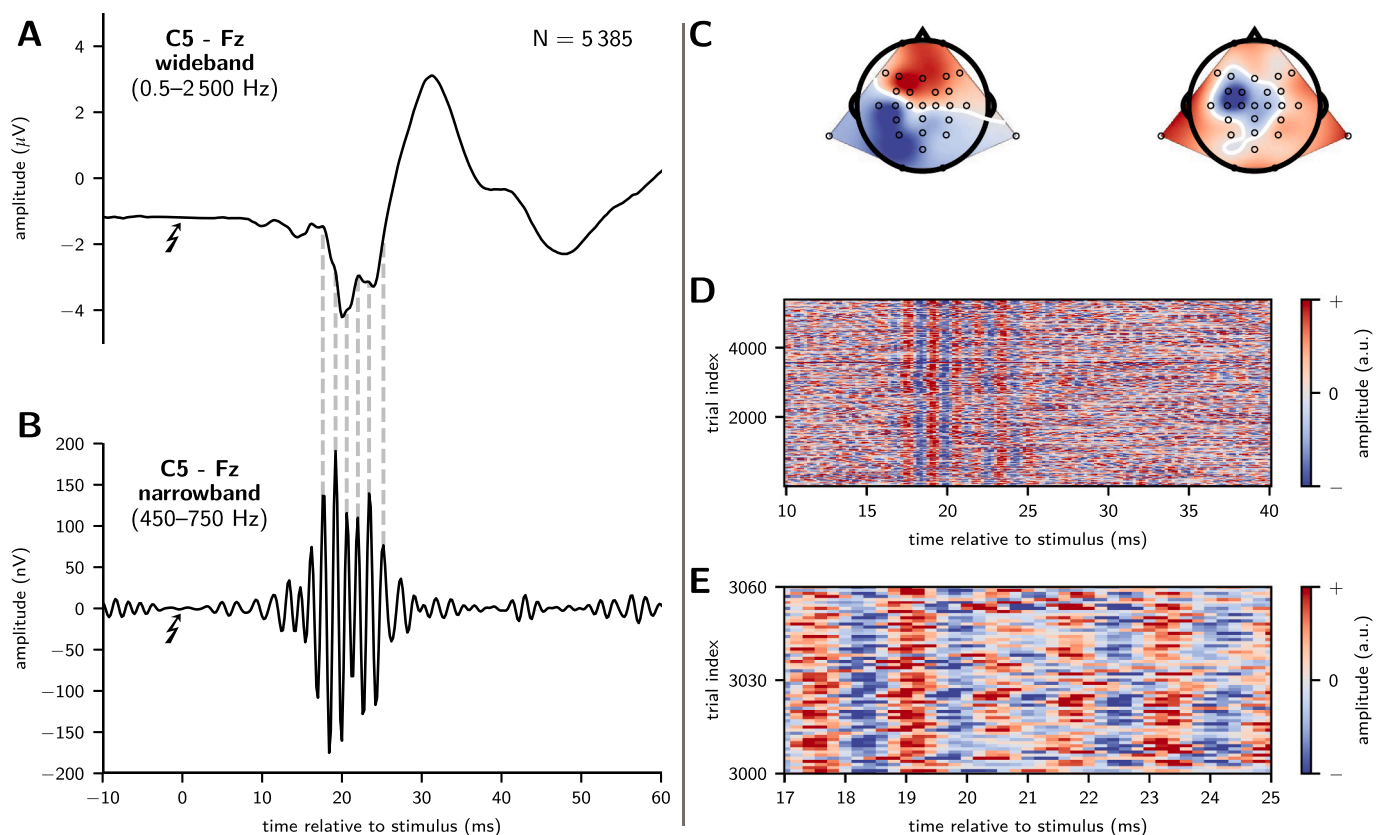 A
C5 - Fz
wideband
(0.5–2 500 Hz)
N = 5 385
4
2
0
−2
−4
amplitude (μV)
B
C5 - Fz
narrowband
(450–750 Hz)
200
150
100
50
0
−50
−100
−150
−200
amplitude (nV)
−10
0
10
20
30
40
50
60
time relative to stimulus (ms)
C
D
4000
2000
trial index
10
15
20
25
30
35
40
time relative to stimulus (ms)
+
0
−
amplitude (a.u.)
E
3060
3030
3000
trial index
17
18
19
20
21
22
23
24
25
time relative to stimulus (ms)
+
0
−
amplitude (a.u.)